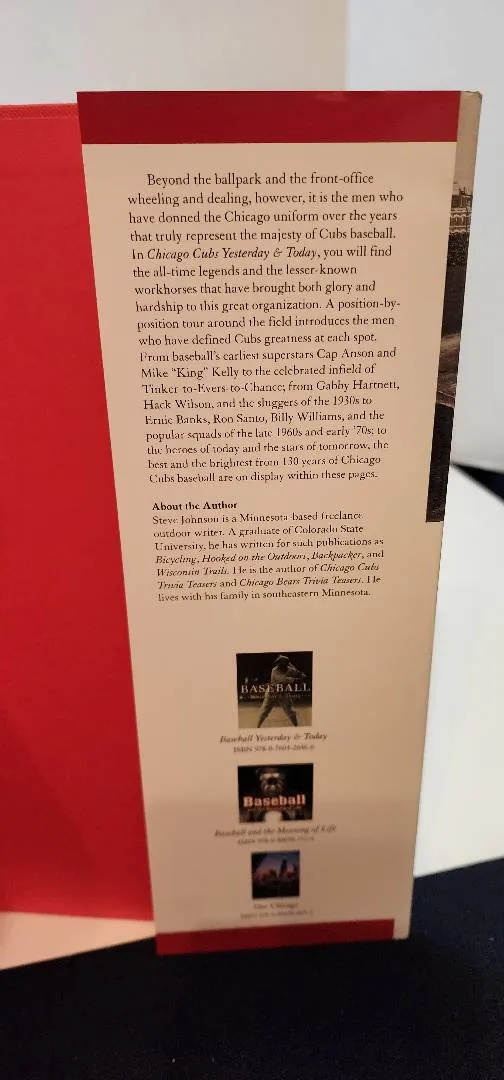 Beyond the ballpark and the front-office
wheeling and dealing, however, it is the men who
have donned the Chicago uniform over the years
that truly represent the majesty of Cubs baseball.
In Chicago Cubs Yesterday & Today, you will find
the all-time legends and the lesser-known
workhorses that have brought both glory and
hardship to this great organization. A position-by-
position tour around the field introduces the men
who have defined Cubs greatness at each spot.
From baseball's earliest superstars Cap Anson and
Mike "King" Kelly to the celebrated infield of
Tinker-to-Evers-to-Chance; from Gabby Hartnett,
Hack Wilson, and the sluggers of the 1930s to
Ernie Banks, Ron Santo, Billy Williams, and the
popular squads of the late 1960s and early '70s; to
the heroes of today and the stars of tomorrow, the
best and the brightest from 130 years of Chicago
Cubs baseball are on display within these pages.
About the Author
Steve Johnson is a Minnesota-based freelance
outdoor writer. A graduate of Colorado State
University, he has written for such publications as
Bicycling, Hooked on the Outdoors, Backpacker, and
Wisconsin Trails. He is the author of Chicago Cubs
Trivia Teasers and Chicago Bears Trivia Teasers. He
lives with his family in southeastern Minnesota.
BASEBALL
Baseball Yesterday & Today
ISBN
Baseball
Baseball and the Meaning of Life
Our Chicago